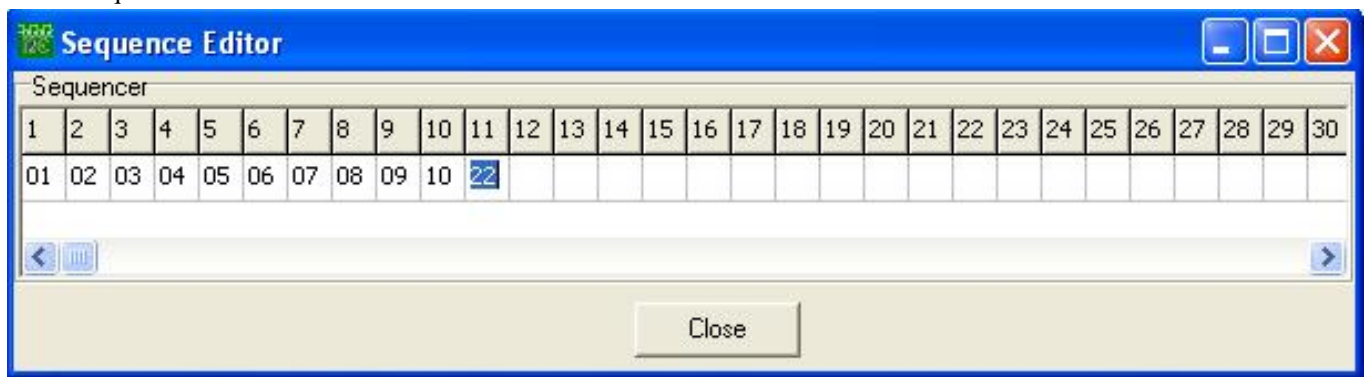 Sequence Editor
Sequencer
1 2 3 4 5 6 7 8 9 10 11 12 13 14 15 16 17 18 19 20 21 22 23 24 25 26 27 28 29 30
01 02 03 04 05 06 07 08 09 10 22
Close